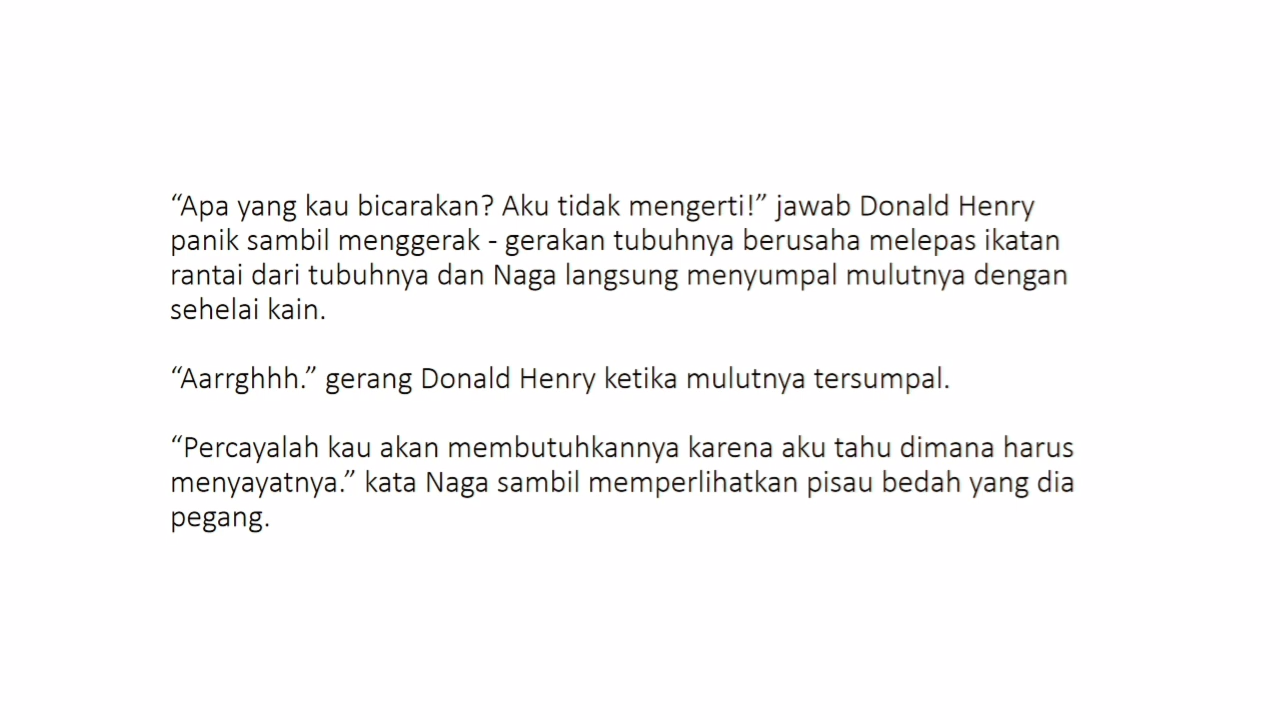 “Apa yang kau bicarakan? Aku tidak mengerti!” jawab Donald Henry
panik sambil menggerak - gerakan tubuhnya berusaha melepas ikatan
rantai dari tubuhnya dan Naga langsung menyumpal mulutnya dengan
sehelai kain.
“Aarrghhh.” gerang Donald Henry ketika mulutnya tersumpal.
“Percayalah kau akan membutuhkannya karena aku tahu dimana harus
menyayatnya.” kata Naga sambil memperlihatkan pisau bedah yang dia
pegang.